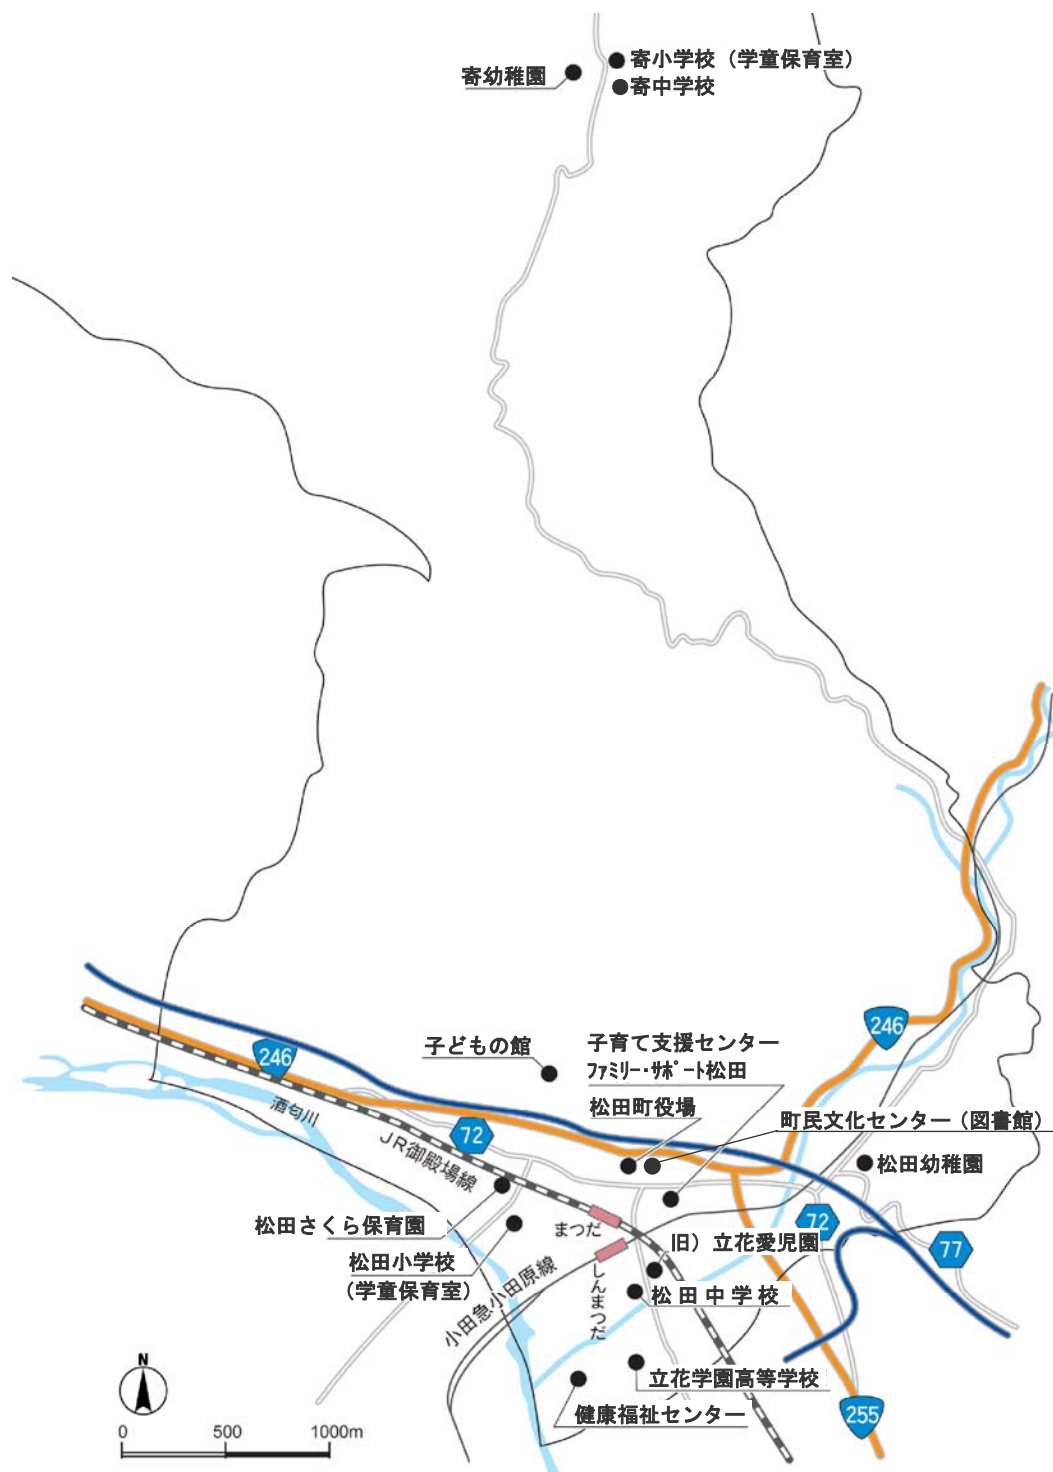 寄小学校（学童保育室）
寄幼稚園
寄中学校
246
子どもの館
子育て支援センター
ﾌｧﾐﾘｰ･ｻﾎﾟｰﾄ松田
246
松田町役場
酒匂川
72
町民文化センター（図書館）
JR御殿場線
松田幼稚園
松田さくら保育園
まつだ
72
旧）立花愛児園
77
松田小学校
（学童保育室）
小田急小田原線
しんまつだ
松田中学校
立花学園高等学校
健康福祉センター
255
N
0 500 1000m